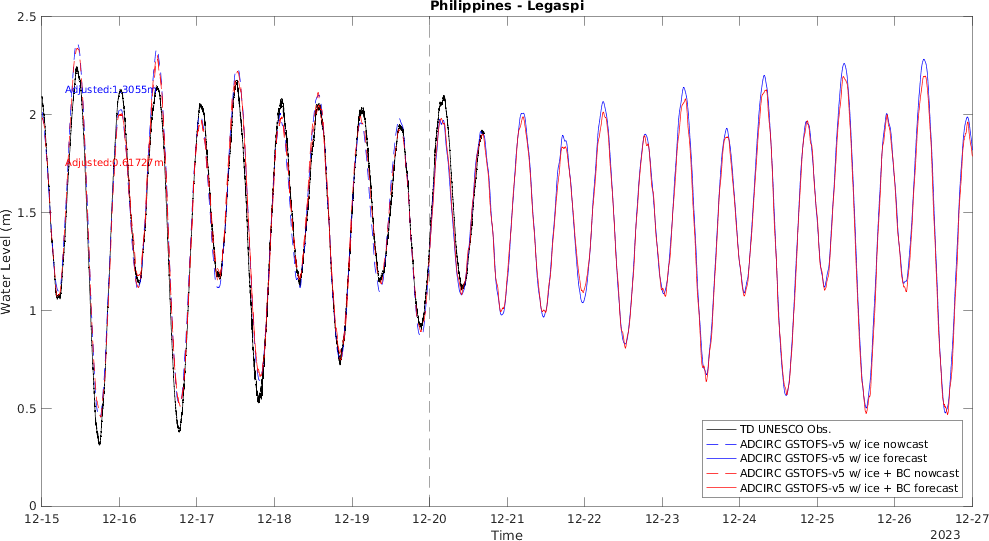 Philippines - Legaspi
2.5
2
1.5
1
0.5
0
Water Level (m)
Adjusted:1.3055m
Adjusted:0.61727m
TD UNESCO Obs.
ADCIRC GSTOFS-v5 w/ ice nowcast
ADCIRC GSTOFS-v5 w/ ice forecast
ADCIRC GSTOFS-v5 w/ ice + BC nowcast
ADCIRC GSTOFS-v5 w/ ice + BC forecast
12-15 12-16 12-17 12-18 12-19 12-20 12-21 12-22 12-23 12-24 12-25 12-26 12-27
Time
2023